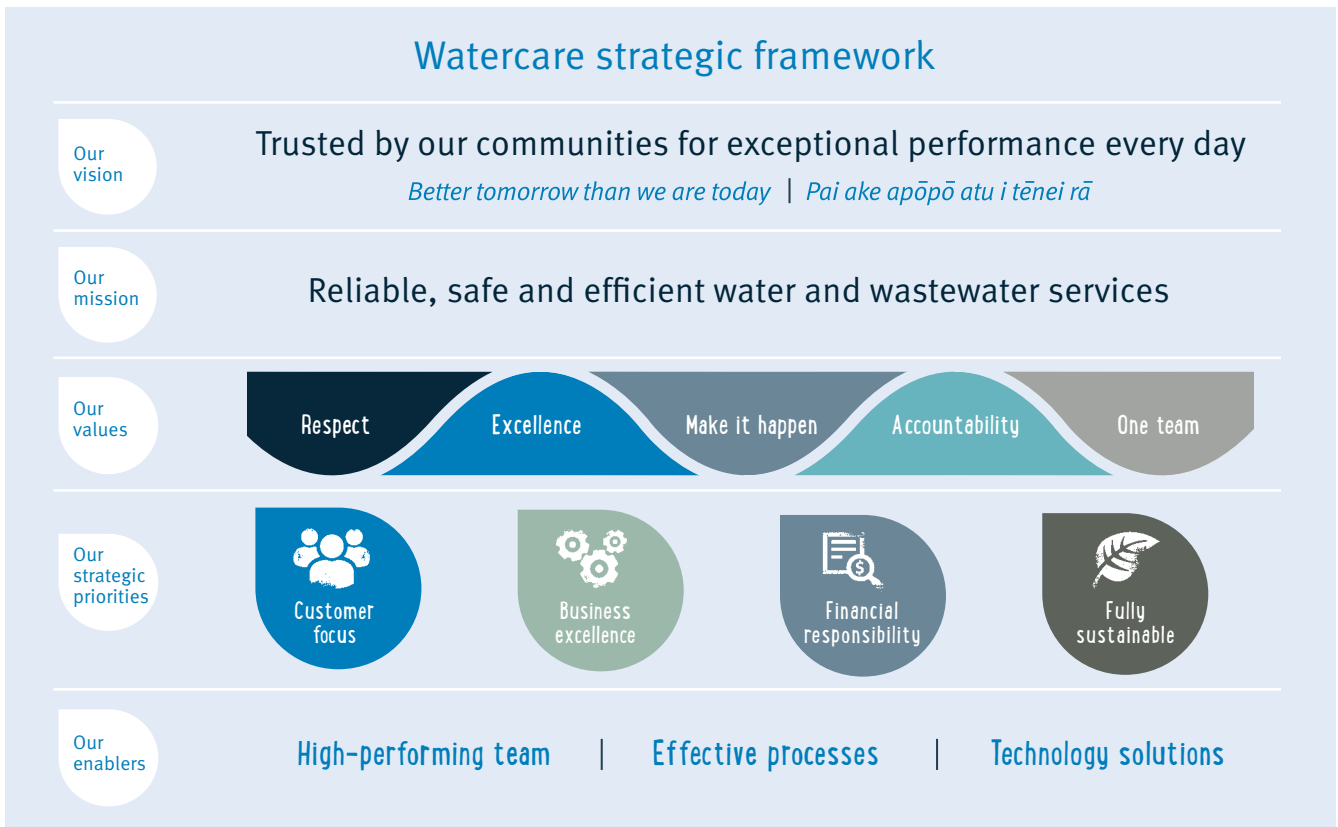 Watercare strategic framework
Our
vision
Trusted by our communities for exceptional performance every day
Better tomorrow than we are today | Pai ake apōpō atu i tēnei rā
Our
mission
Reliable, safe and efficient water and wastewater services
Our
values
Respect
Excellence
Make it happen
Accountability
One team
Our
strategic
priorities
Customer
focus
Business
excellence
$
Financial
responsibility
Fully
sustainable
Our
enablers
High-performing team | Effective processes | Technology solutions